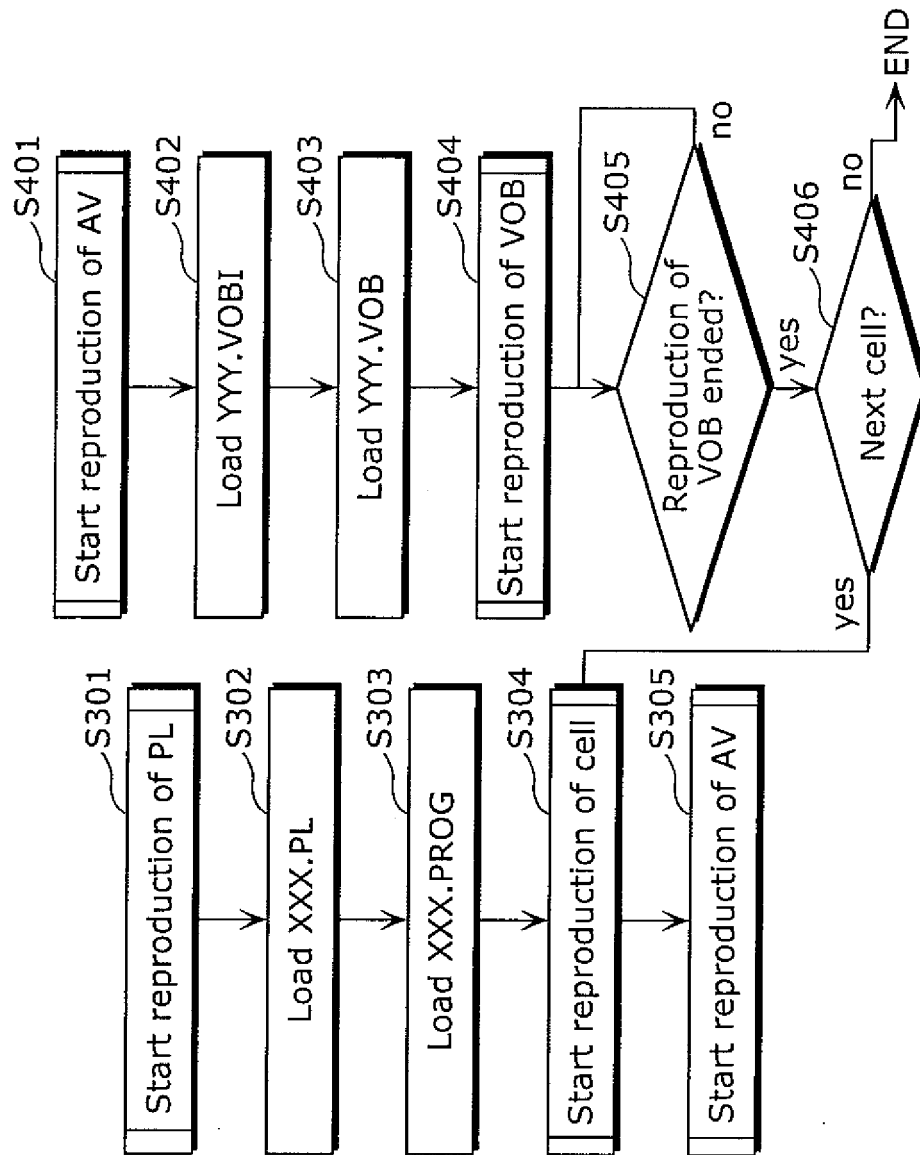 S301
Start reproduction of PL
S302
Load XXX.PL
S303
Load XXX.PROG
S304
Start reproduction of cell
S305
Start reproduction of AV
S401
Start reproduction of AV
S402
Load YYY.VOBI
S403
Load YYY.VOB
S404
Start reproduction of VOB
S405
Reproduction of
VOB ended?
no
yes
S406
Next cell?
yes
no
END